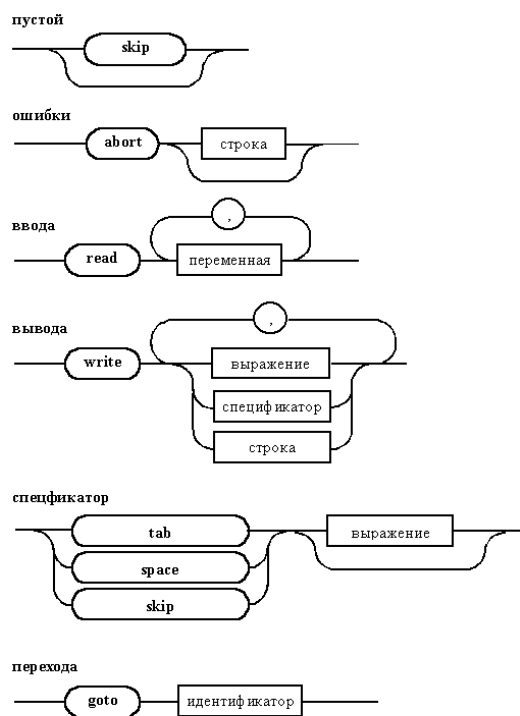 пустой
skip
ошибки
abort строка
,
ввода
read переменная
,
вывода
write выражение
спецификатор
строка
спецфикатор
tab выражение
space
skip
перехода
goto идентификатор